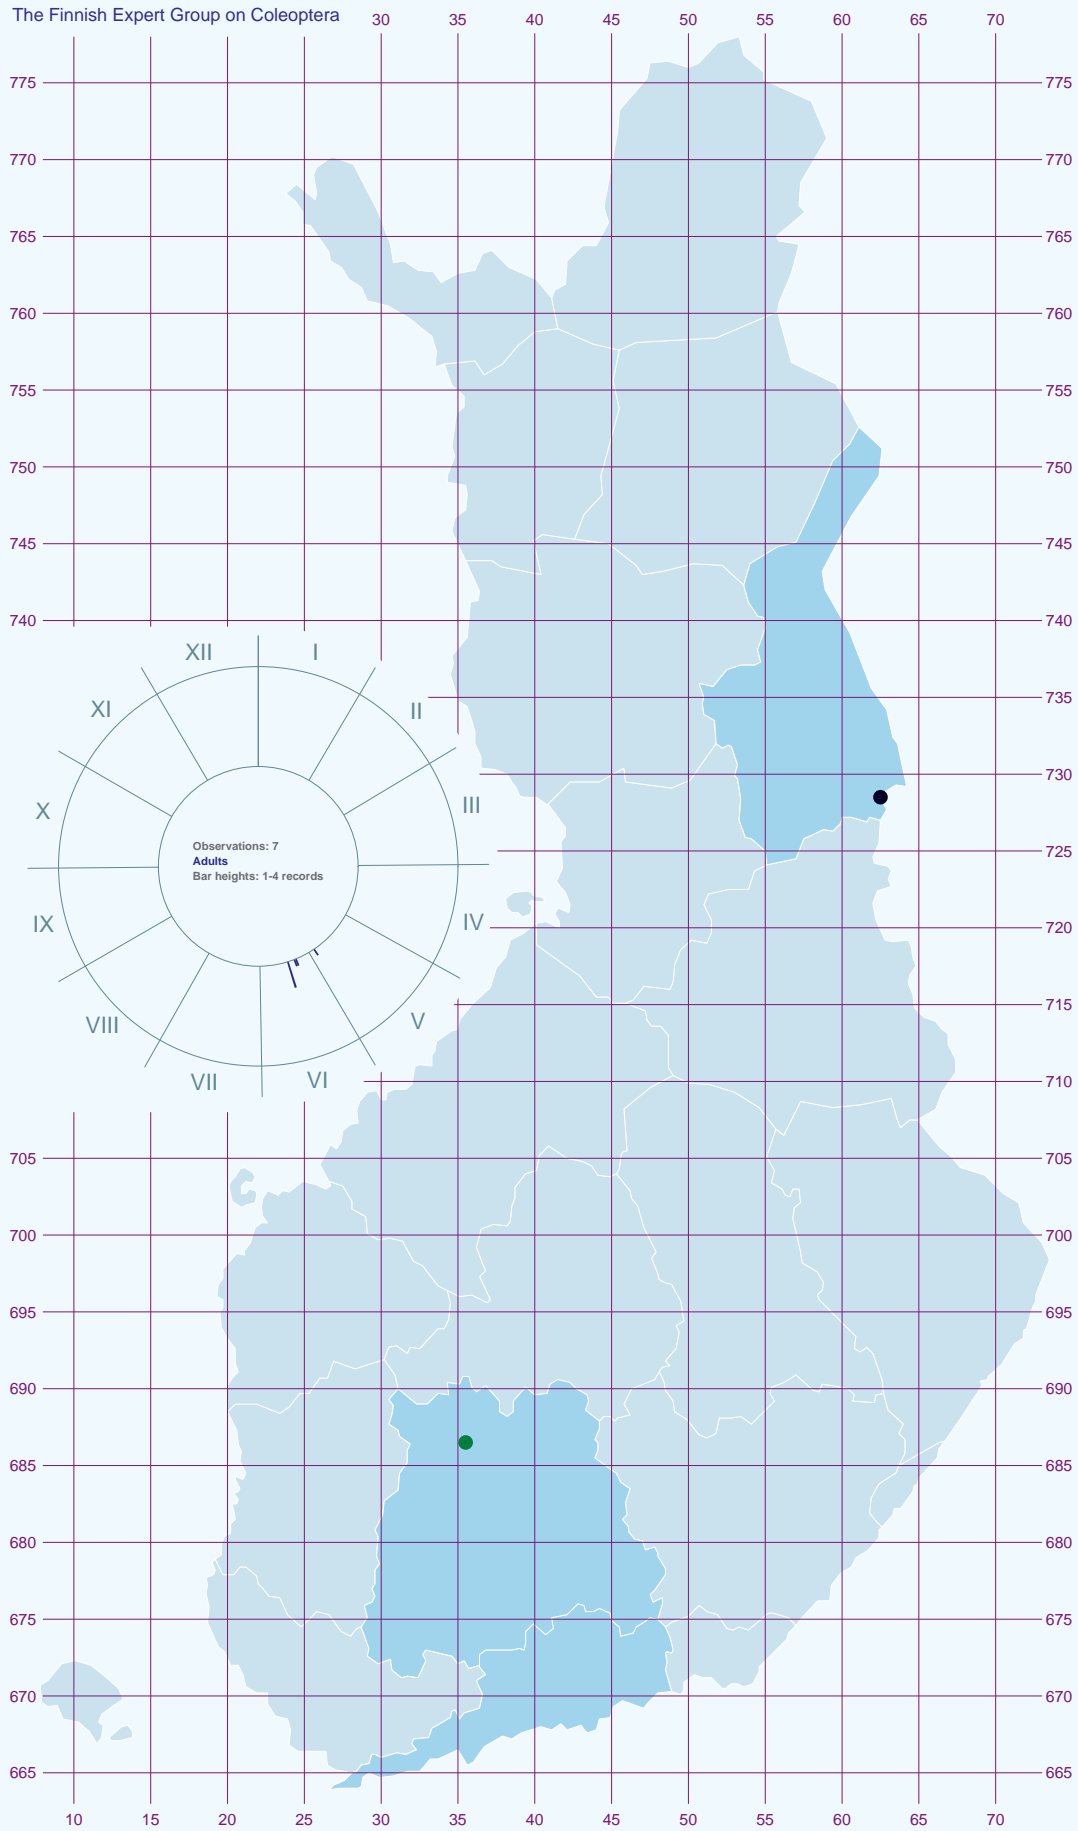 The Finnish Expert Group on Coleoptera
30 35 40 45 50 55 60 65 70
775 775
770 770
765 765
760 760
755 755
750 750
745 745
740 740
XII I
XI II
735
X III
730
Observations: 7
Adults
Bar heights: 1-4 records
725
IX IV
720
VIII V
715
VII VI
710
705 705
700 700
695 695
690 690
685 685
680 680
675 675
670 670
665 665
10 15 20 25 30 35 40 45 50 55 60 65 70